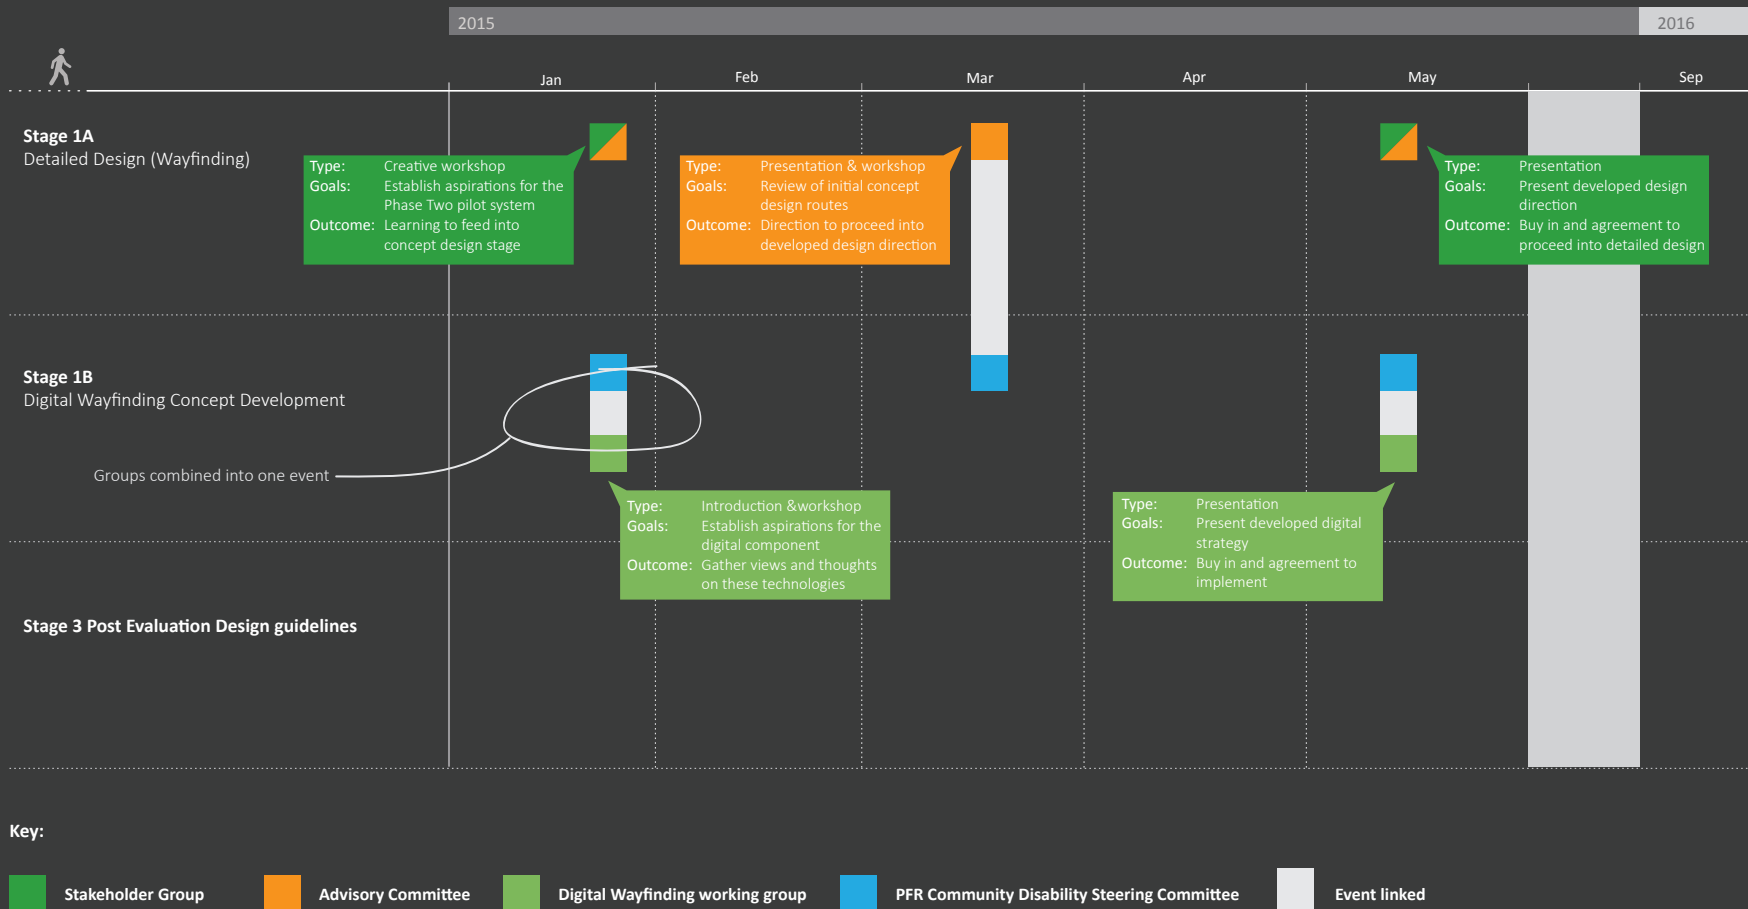 2015
2016
Jan
Feb
Mar
Apr
May
Sep
Stage 1A
Detailed Design (Wayfinding)
Type: Creative workshop
Goals: Establish aspirations for the
Phase Two pilot system
Outcome: Learning to feed into
concept design stage
Type: Presentation & workshop
Goals: Review of initial concept
design routes
Outcome: Direction to proceed into
developed design direction
Type: Presentation
Goals: Present developed design
direction
Outcome: Buy in and agreement to
proceed into detailed design
Stage 1B
Digital Wayfinding Concept Development
Groups combined into one event
Type: Introduction &workshop
Goals: Establish aspirations for the
digital component
Outcome: Gather views and thoughts
on these technologies
Type: Presentation
Goals: Present developed digital
strategy
Outcome: Buy in and agreement to
implement
Stage 3 Post Evaluation Design guidelines
Key:
Stakeholder Group
Advisory Committee
Digital Wayfinding working group
PFR Community Disability Steering Committee
Event linked